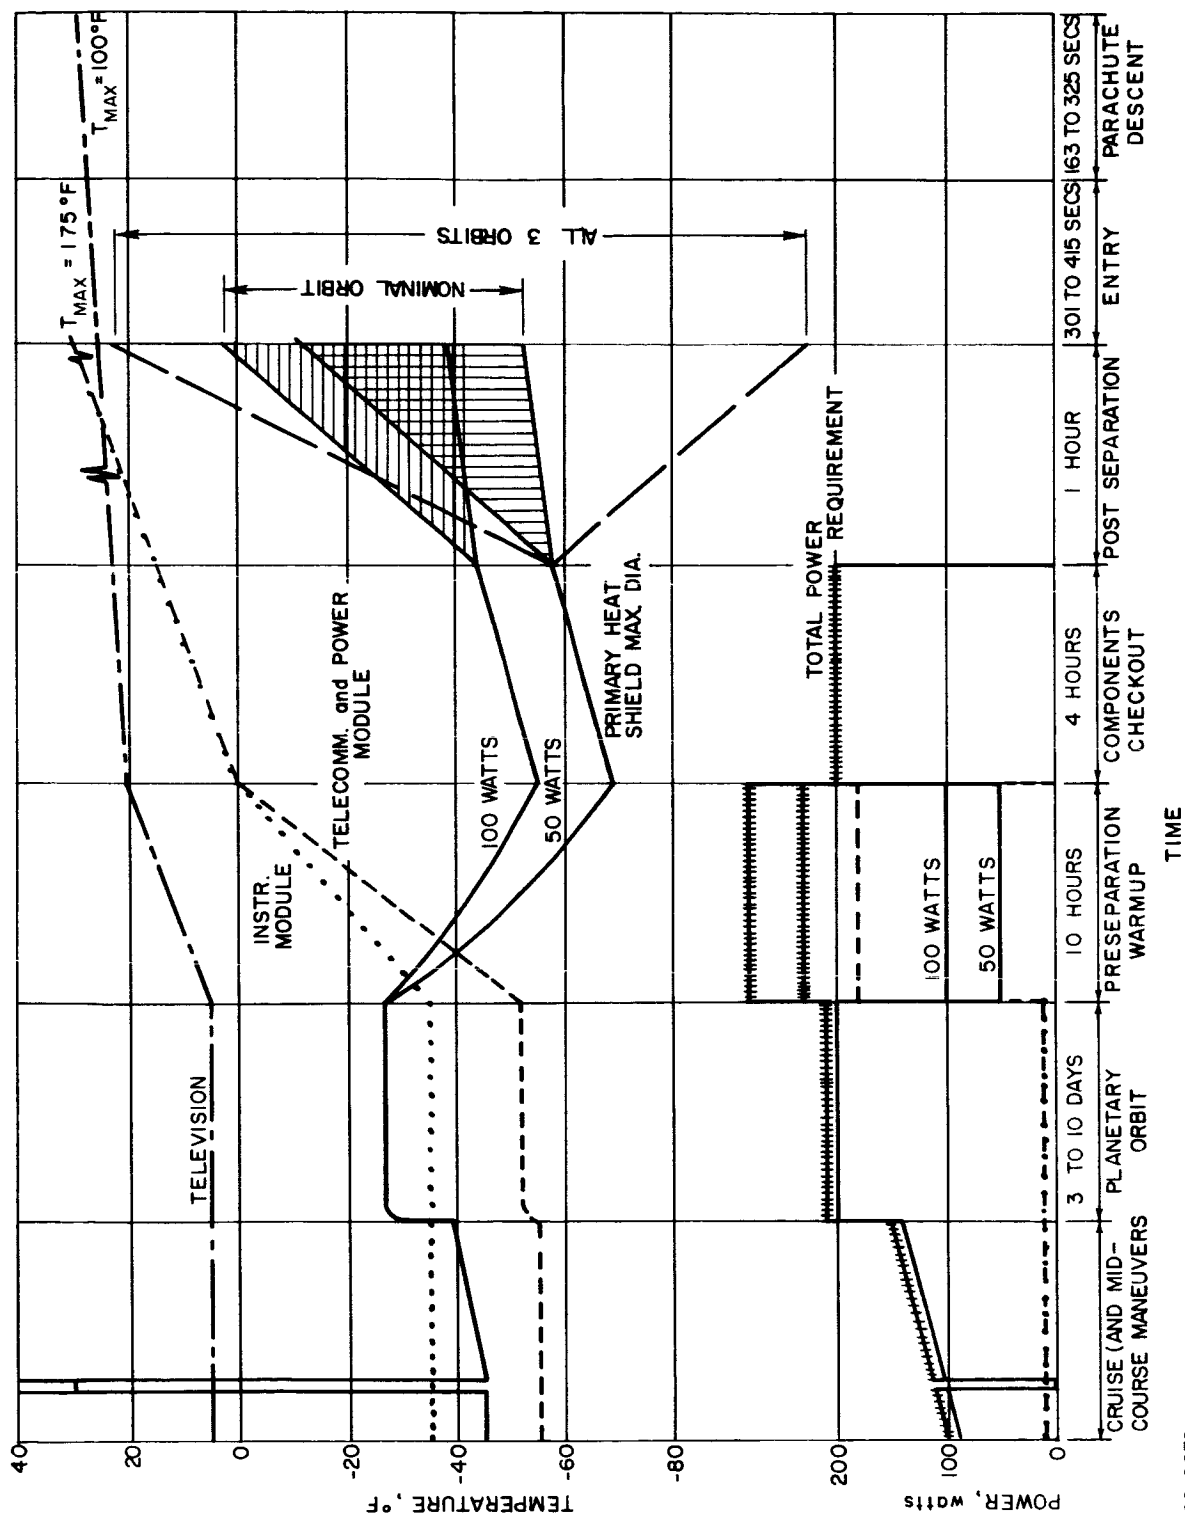 40
20
0
-20
-40
-60
-80
TEMPERATURE, °F
200
100
0
POWER, watts
TELEVISION
INSTR.
MODULE
TELECOMM. and POWER
MODULE
100 WATTS
50 WATTS
PRIMARY HEAT
SHIELD MAX. DIA.
T MAX = 175°F
T MAX = 100°F
NOMINAL ORBIT
ALL 3 ORBITS
TOTAL POWER
REQUIREMENT
100 WATTS
50 WATTS
CRUISE (AND MID-
COURSE MANEUVERS
3 TO 10 DAYS
PLANETARY
ORBIT
10 HOURS
PRESEPARATION
WARMUP
4 HOURS
COMPONENTS
CHECKOUT
1 HOUR
POST SEPARATION
301 TO 415 SECS
ENTRY
163 TO 325 SECS
PARACHUTE
DESCENT
TIME